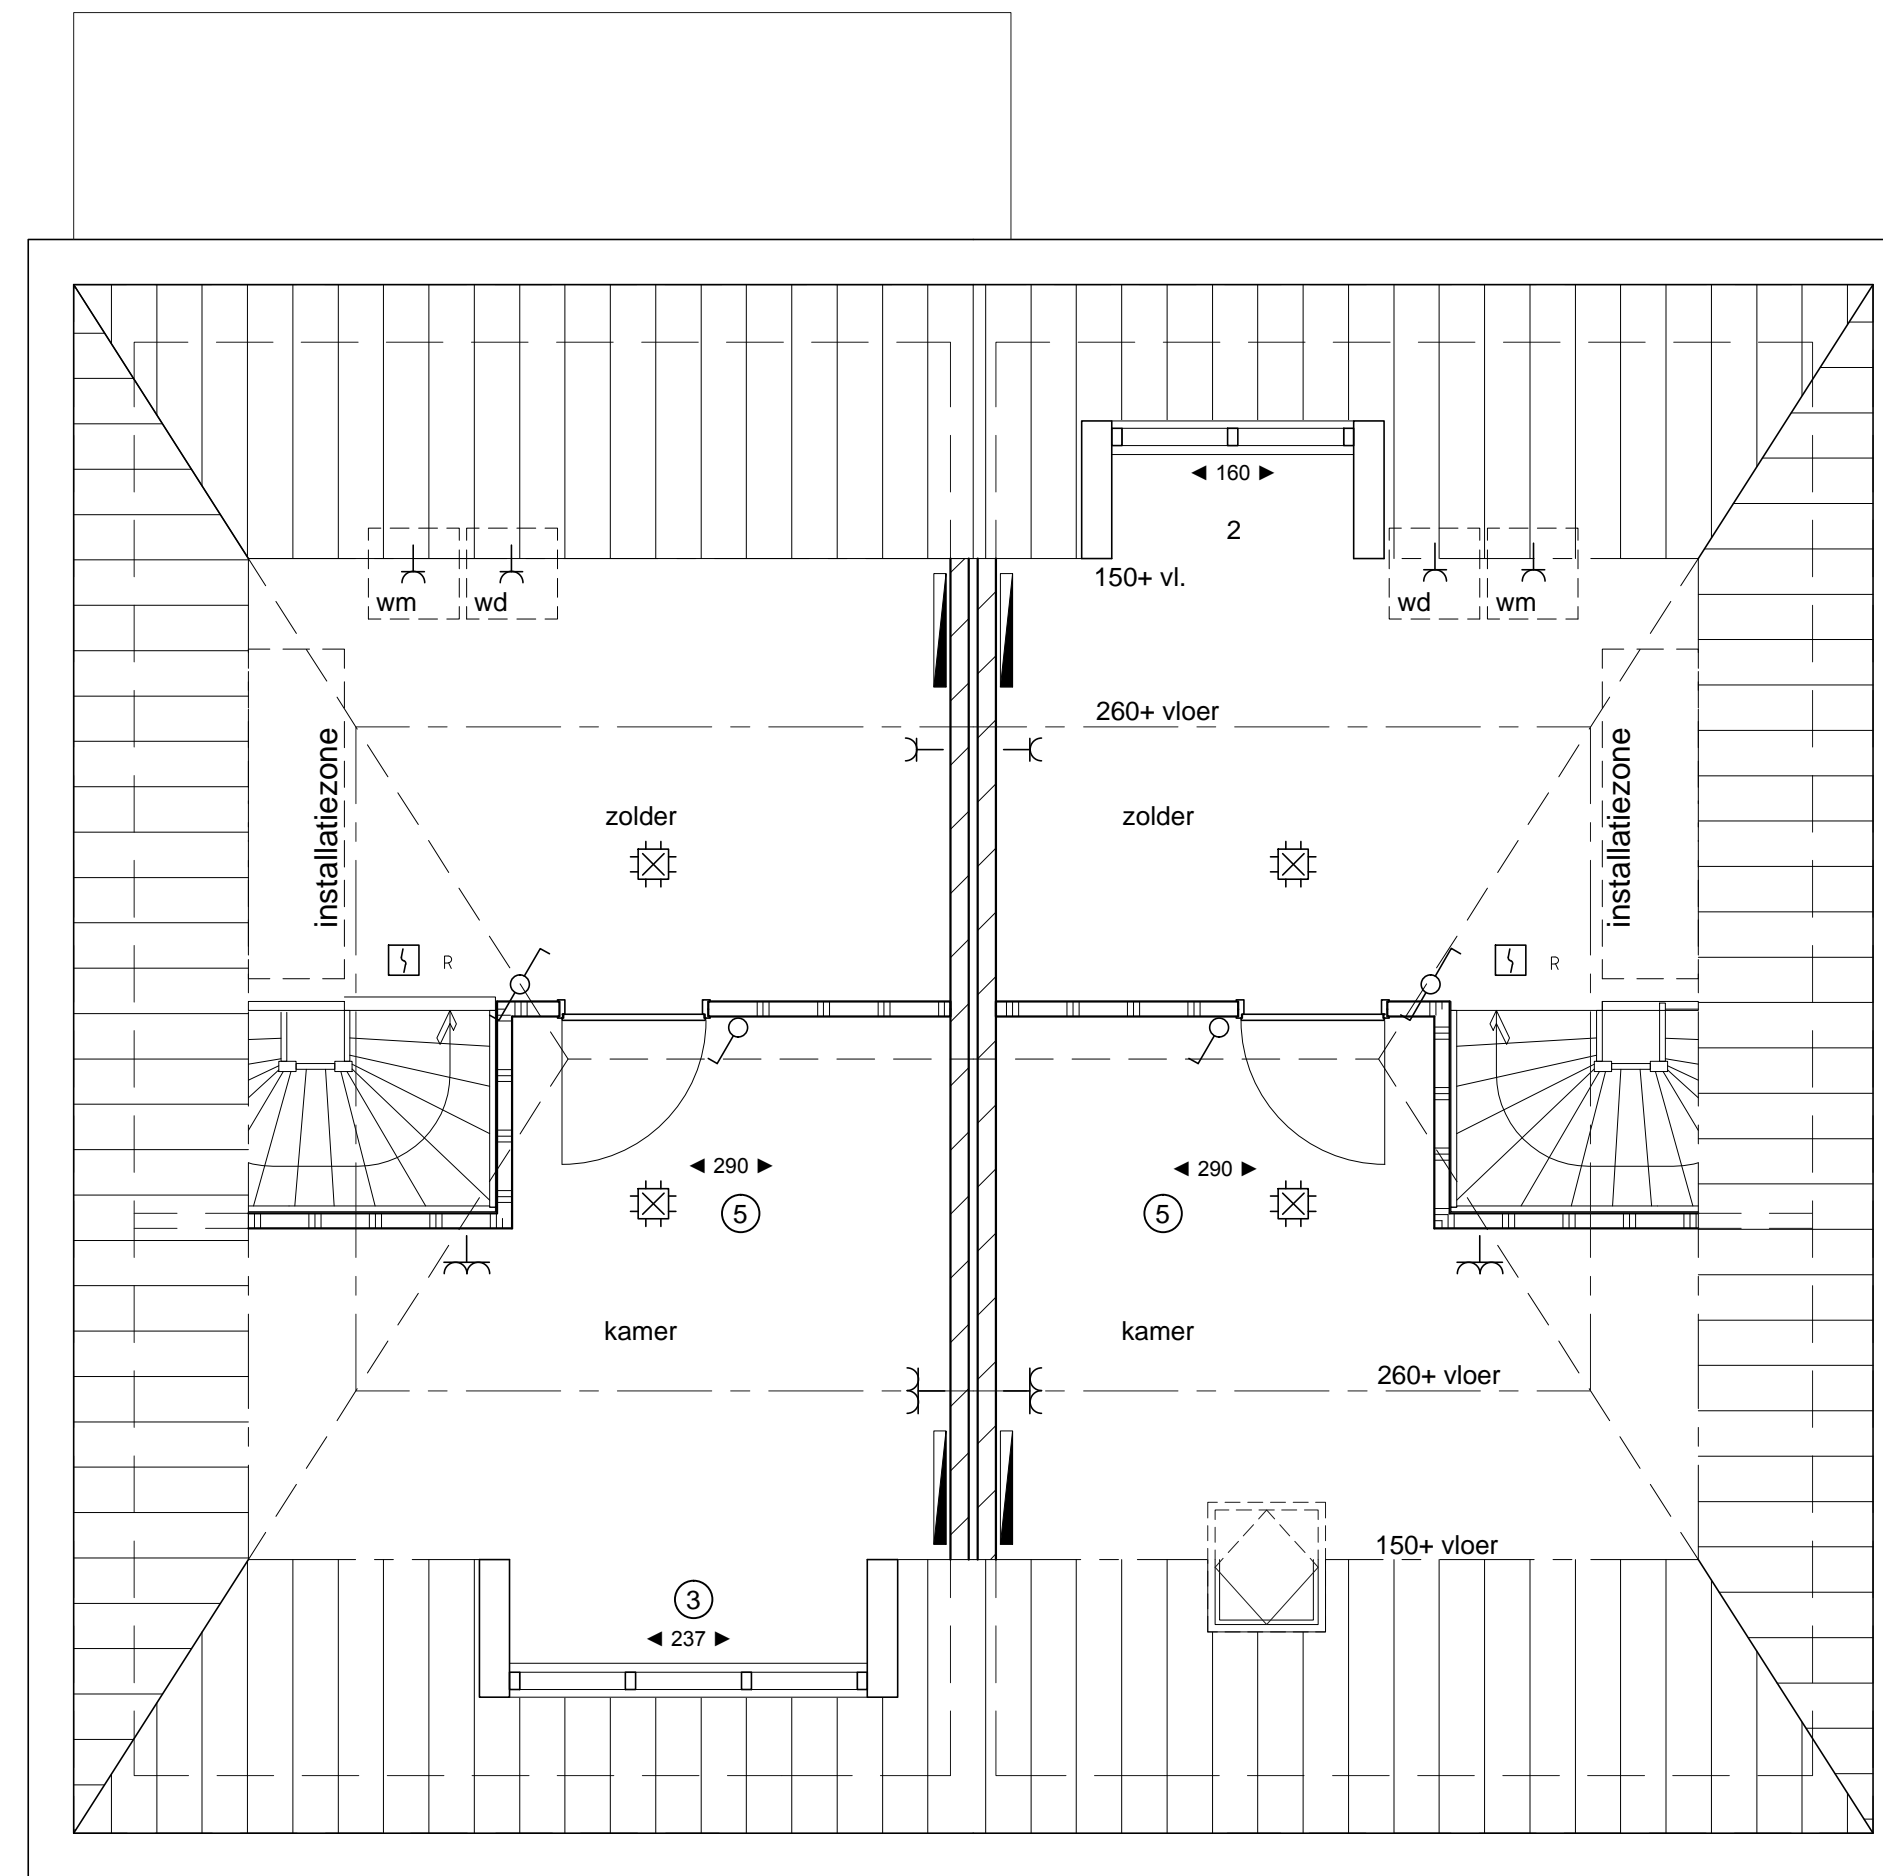 ◄ 160 ►
2
150+ vl.
wm wd
wd wm
260+ vloer
installatiezone
installatiezone
zolder zolder
R
R
◄ 290 ►
◄ 290 ►
5
5
kamer kamer
260+ vloer
150+ vloer
3
◄ 237 ►